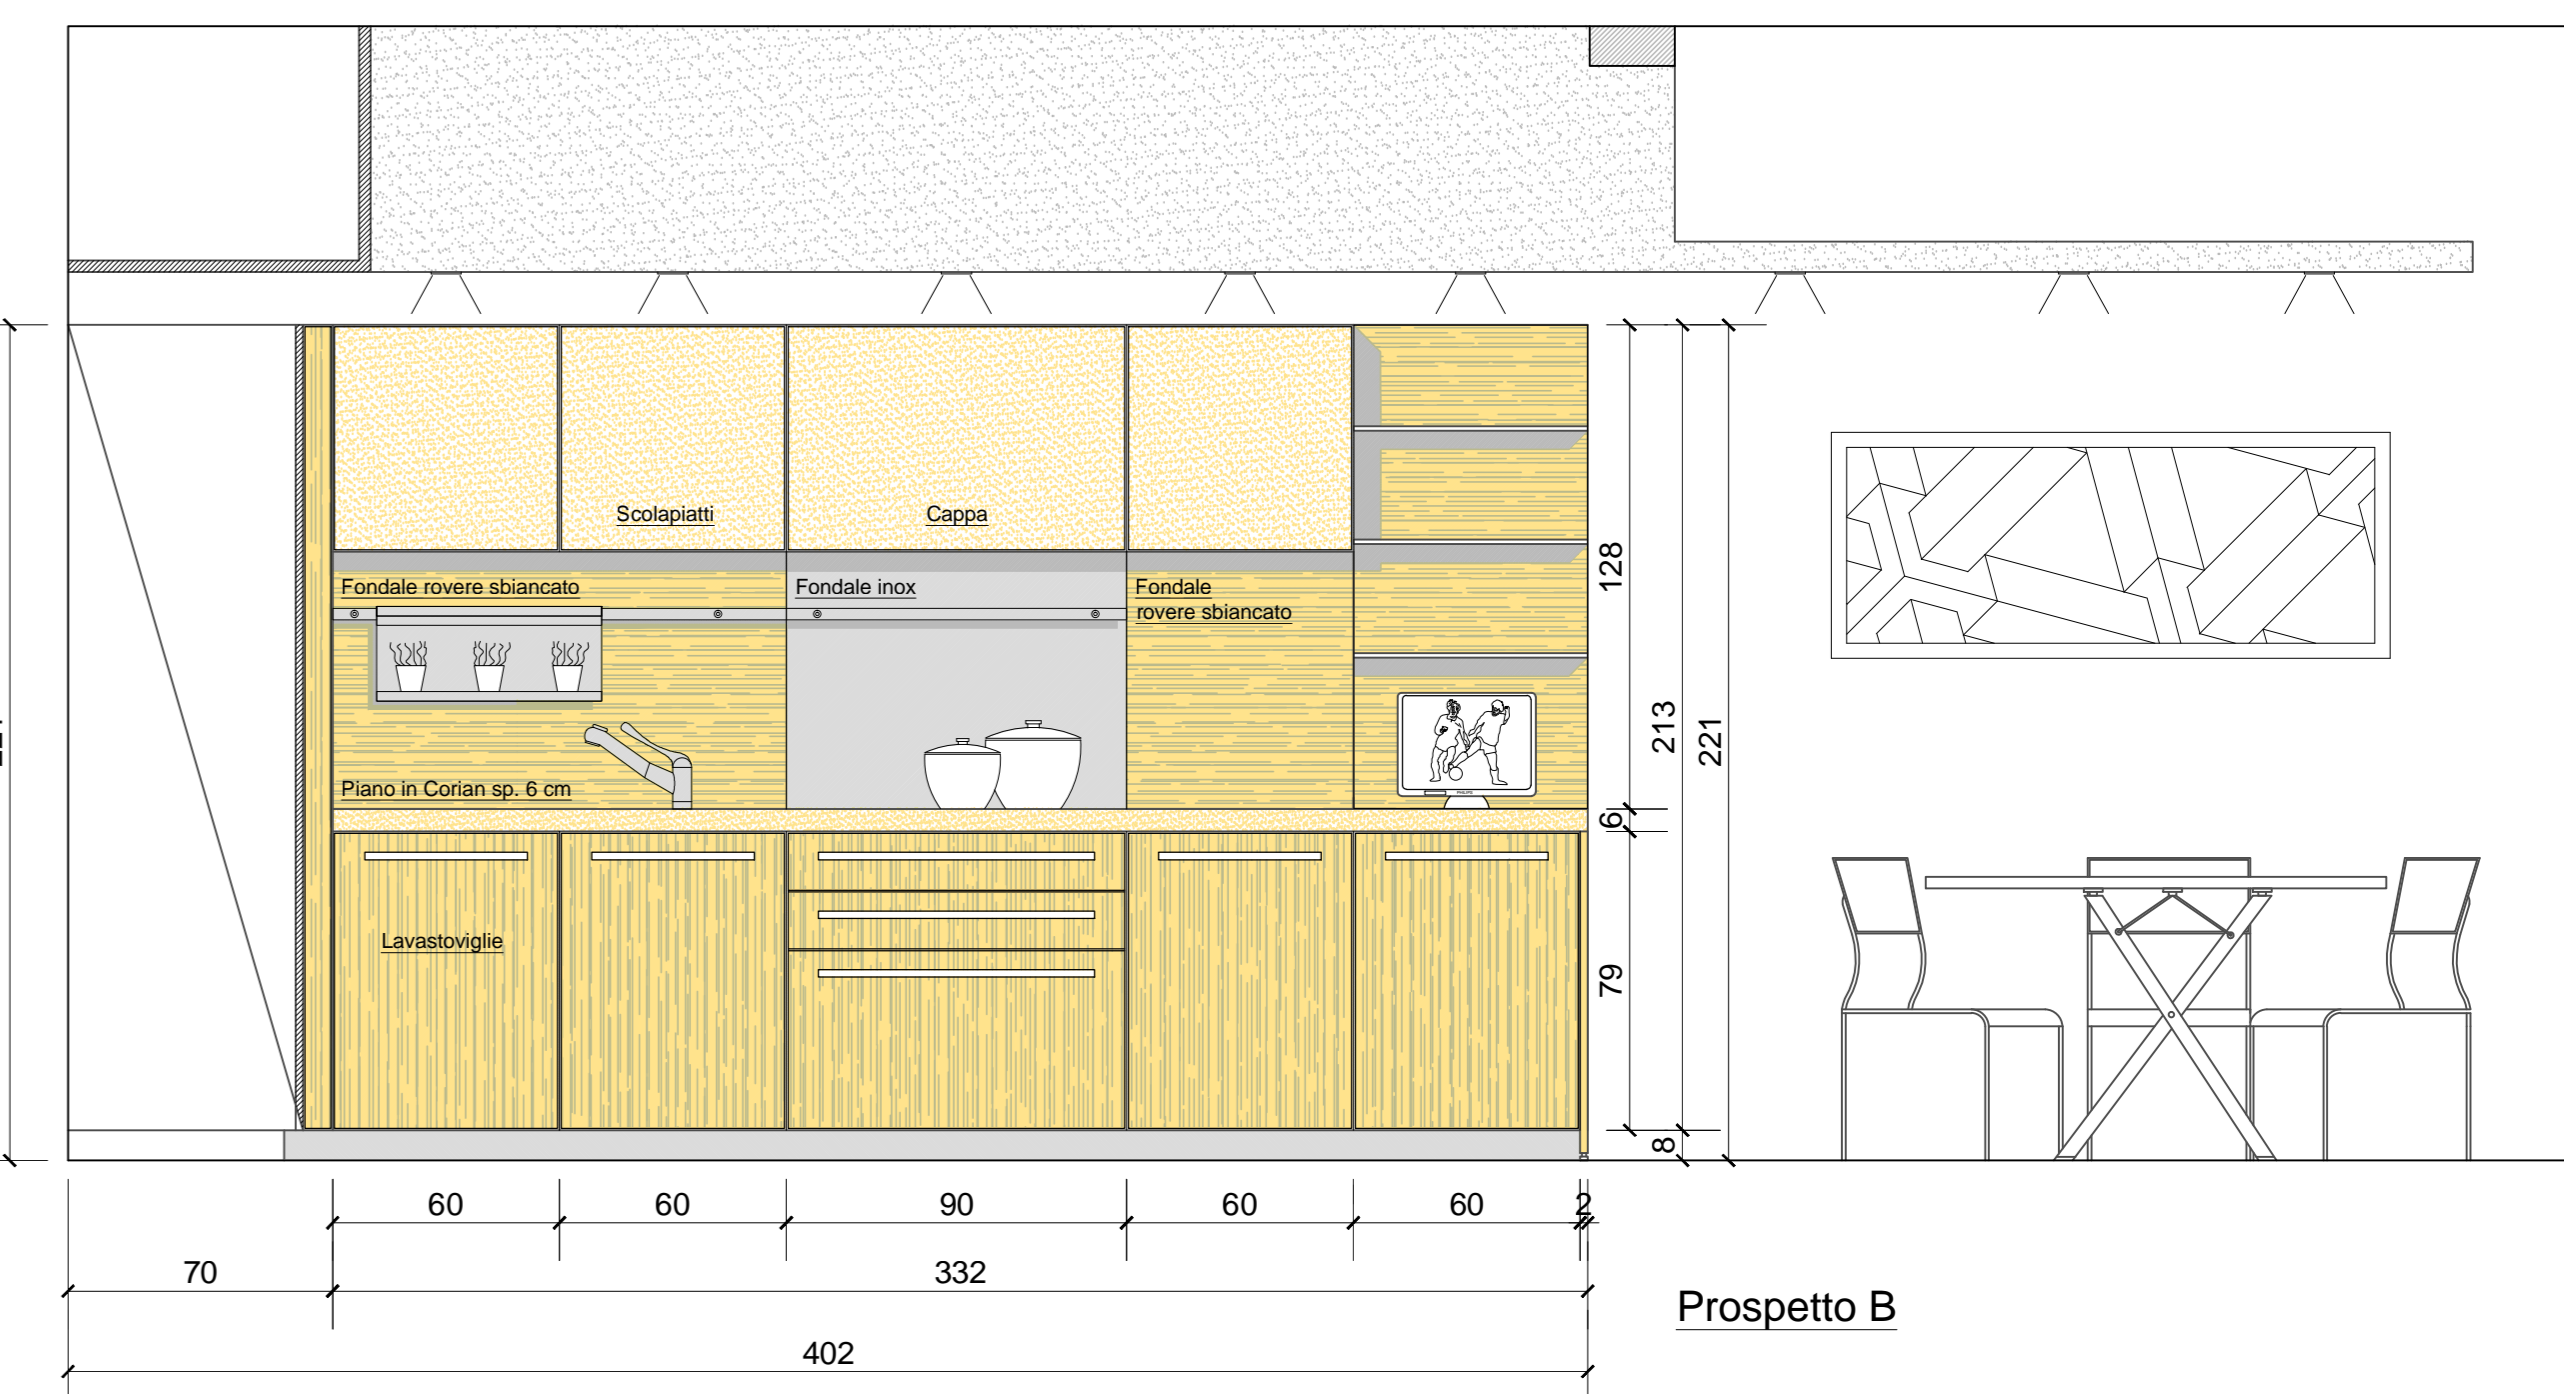 Scolapiatti
Cappa
Fondale rovere sbiancato
Fondale inox
Fondale
rovere sbiancato
Piano in Corian sp. 6 cm
Lavastoviglie
PHILIPS
128
6
79
213
8
221
60
60
90
60
60
2
70
332
402
Prospetto B